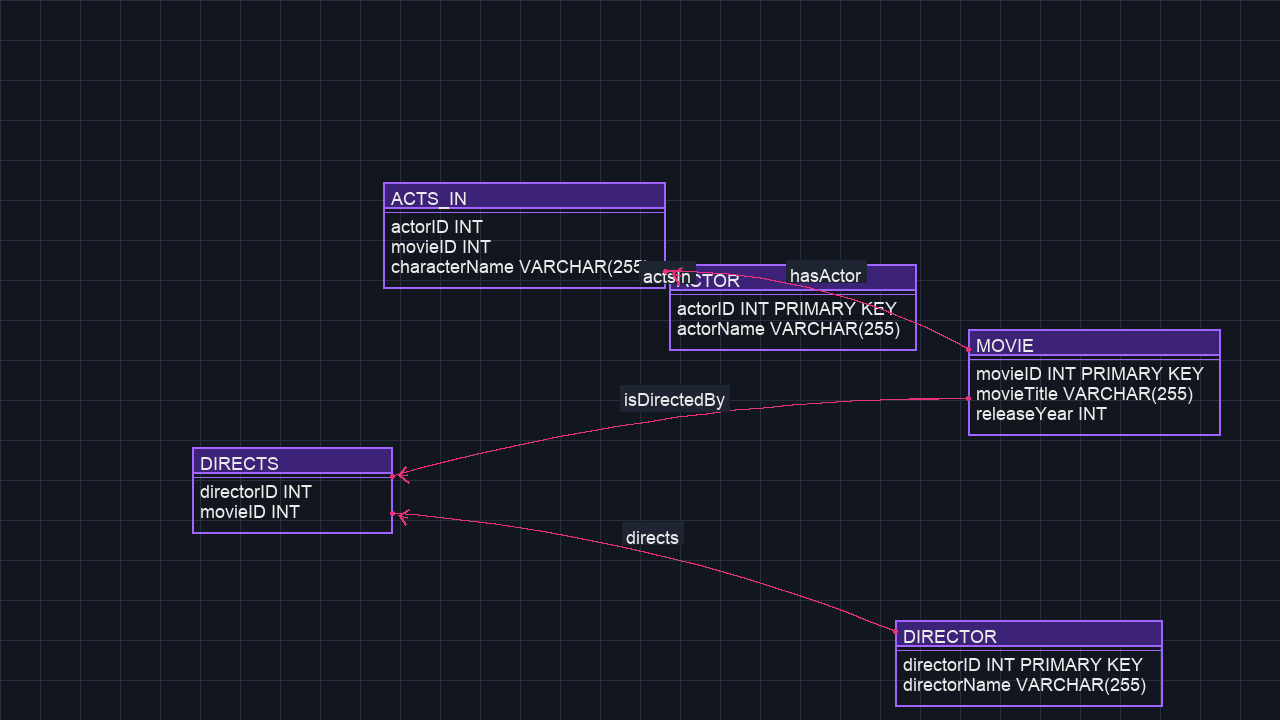 ACTS_IN
actorID INT
movieID INT
characterName VARCHAR(255
actsIn
CTOR
hasActor
actorID INT PRIMARY KEY
actorName VARCHAR(255)
MOVIE
movieID INT PRIMARY KEY
movieTitle VARCHAR(255)
releaseYear INT
isDirectedBy
DIRECTS
directorID INT
movieID INT
directs
DIRECTOR
directorID INT PRIMARY KEY
directorName VARCHAR(255)